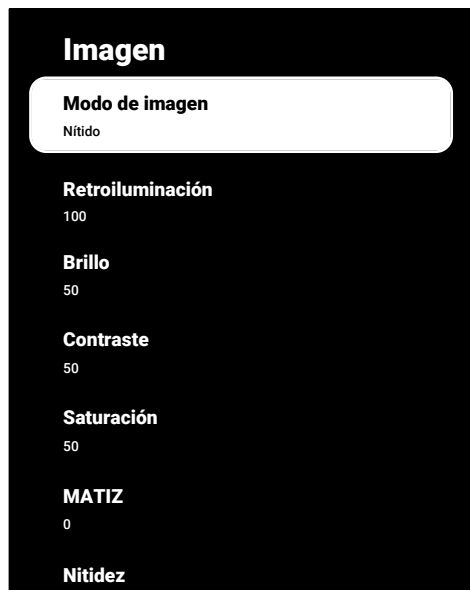 Imagen
Modo de imagen
Nítido
Retroiluminación
100
Brillo
50
Contraste
50
Saturación
50
MATIZ
0
Nitidez